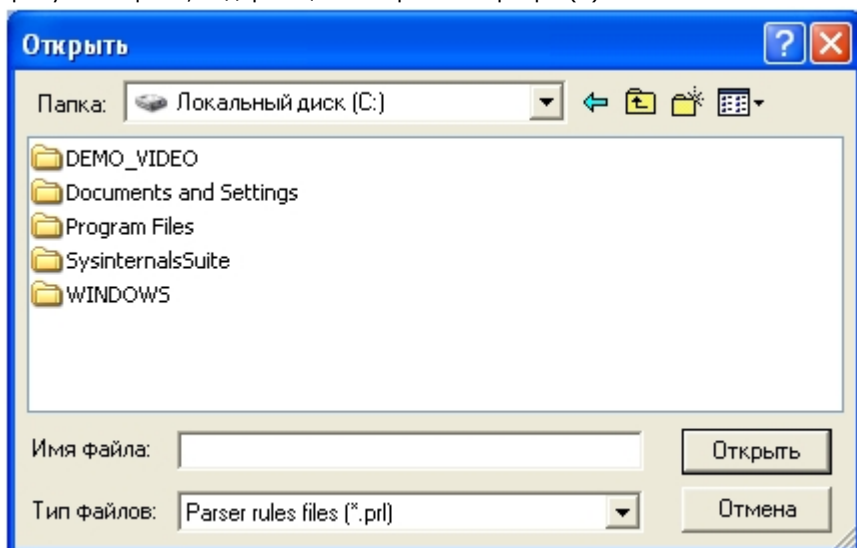 Открыть
Папка: Локальный диск (C:)
DEMO_VIDEO
Documents and Settings
Program Files
SysinternalsSuite
WINDOWS
Имя файла: Открыть
Тип файлов: Parser rules files (*.prl) Отмена